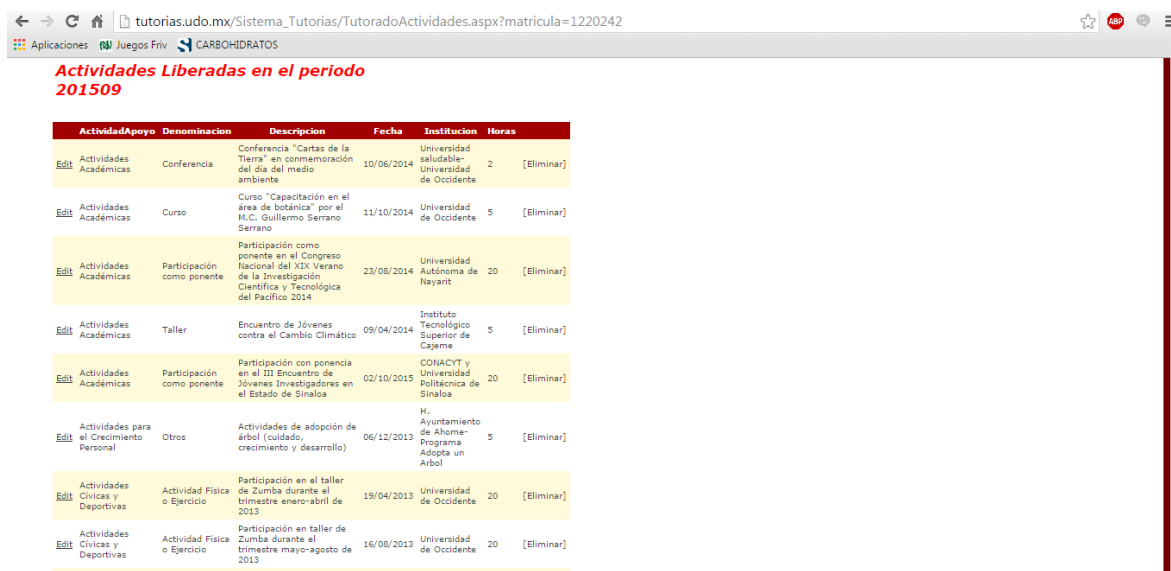 tutorias.udo.mx/Sistema_Tutorias/TutoradoActividades.aspx?matricula=1220242
ABP
Aplicaciones Juegos Friv CARBOHIDRATOS
Actividades Liberadas en el periodo
201509
ActividadApoyo Denominacion Descripcion Fecha Institucion Horas
Edit
Actividades
Académicas
Conferencia
Conferencia "Cartas de la
Tierra" en conmemoración
del día del medio
ambiente
10/06/2014
Universidad
saludable-
Universidad
de Occidente
2
[Eliminar]
Edit
Actividades
Académicas
Curso
Curso "Capacitación en el
área de botánica" por el
M.C. Guillermo Serrano
Serrano
11/10/2014
Universidad
de Occidente
5
[Eliminar]
Edit
Actividades
Académicas
Participación
como ponente
Participación como
ponente en el Congreso
Nacional del XIX Verano
de la Investigación
Científica y Tecnológica
del Pacífico 2014
23/08/2014
Universidad
Autónoma de
Nayarit
20
[Eliminar]
Edit
Actividades
Académicas
Taller
Encuentro de Jóvenes
contra el Cambio Climático
09/04/2014
Instituto
Tecnológico
Superior de
Cajeme
5
[Eliminar]
Edit
Actividades
Académicas
Participación
como ponente
Participación con ponencia
en el III Encuentro de
Jóvenes Investigadores en
el Estado de Sinaloa
02/10/2015
CONACYT y
Universidad
Politécnica de
Sinaloa
20
[Eliminar]
Edit
Actividades para
el Crecimiento
Personal
Otros
Actividades de adopción de
árbol (cuidado,
crecimiento y desarrollo)
06/12/2013
H.
Ayuntamiento
de Ahome-
Programa
Adopta un
Arbol
5
[Eliminar]
Edit
Actividades
Cívicas y
Deportivas
Actividad Física
o Ejercicio
Participación en el taller
de Zumba durante el
trimestre enero-abril de
2013
19/04/2013
Universidad
de Occidente
20
[Eliminar]
Edit
Actividades
Cívicas y
Deportivas
Actividad Física
o Ejercicio
Participación en taller de
Zumba durante el
trimestre mayo-agosto de
2013
16/08/2013
Universidad
de Occidente
20
[Eliminar]